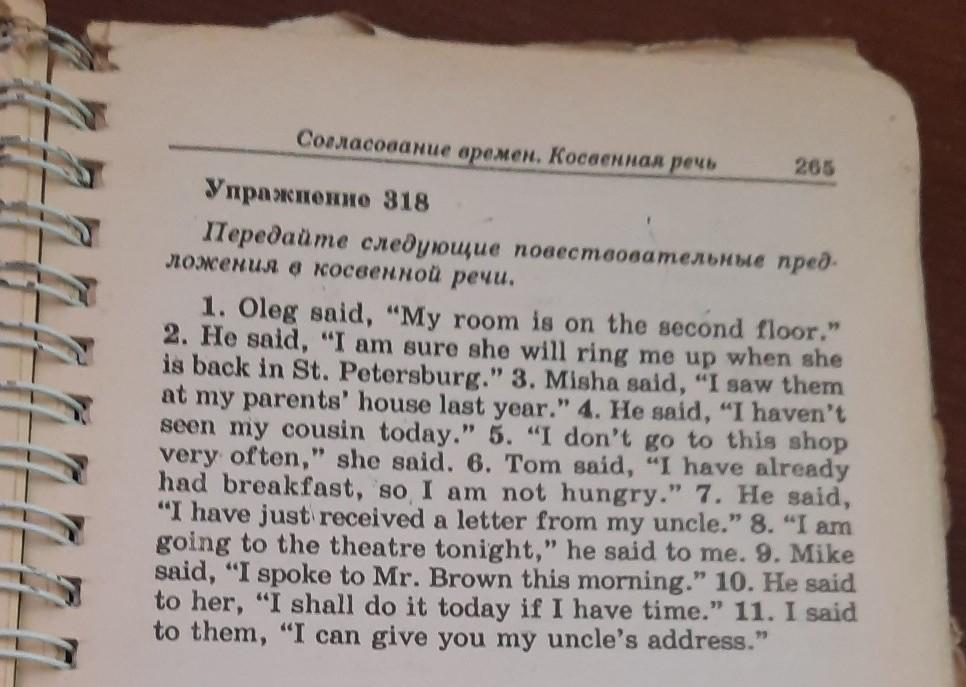 Согласование времен. Косвенная речь 265
Упражнение 318
Передайте следующие повествовательные пред-
ложения в косвенной речи.
1. Oleg said, “My room is on the second floor.”
2. He said, “I am sure she will ring me up when she
is back in St. Petersburg.” 3. Misha said, “I saw them
at my parents’ house last year.” 4. He said, “I haven’t
seen my cousin today.” 5. “I don’t go to this shop
very often,” she said. 6. Tom said, “I have already
had breakfast, so I am not hungry.” 7. He said,
“I have just received a letter from my uncle.” 8. “I am
going to the theatre tonight,” he said to me. 9. Mike
said, “I spoke to Mr. Brown this morning.” 10. He said
to her, “I shall do it today if I have time.” 11. I said
to them, “I can give you my uncle’s address.”